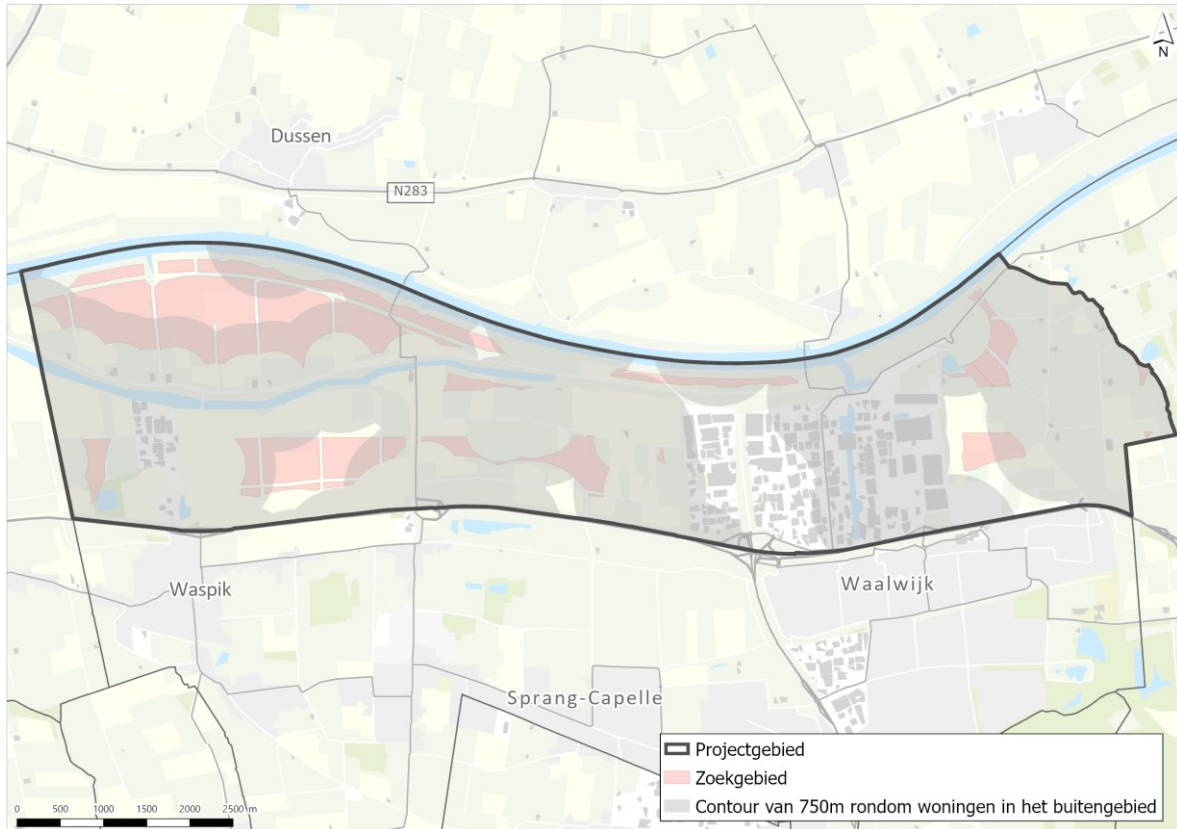 N
Dussen
N283
Waspik
Waalwijk
Sprang-Capelle
Projectgebied
Zoekgebied
Contour van 750m rondom woningen in het buitengebied
0 500 1000 1500 2000 2500 m